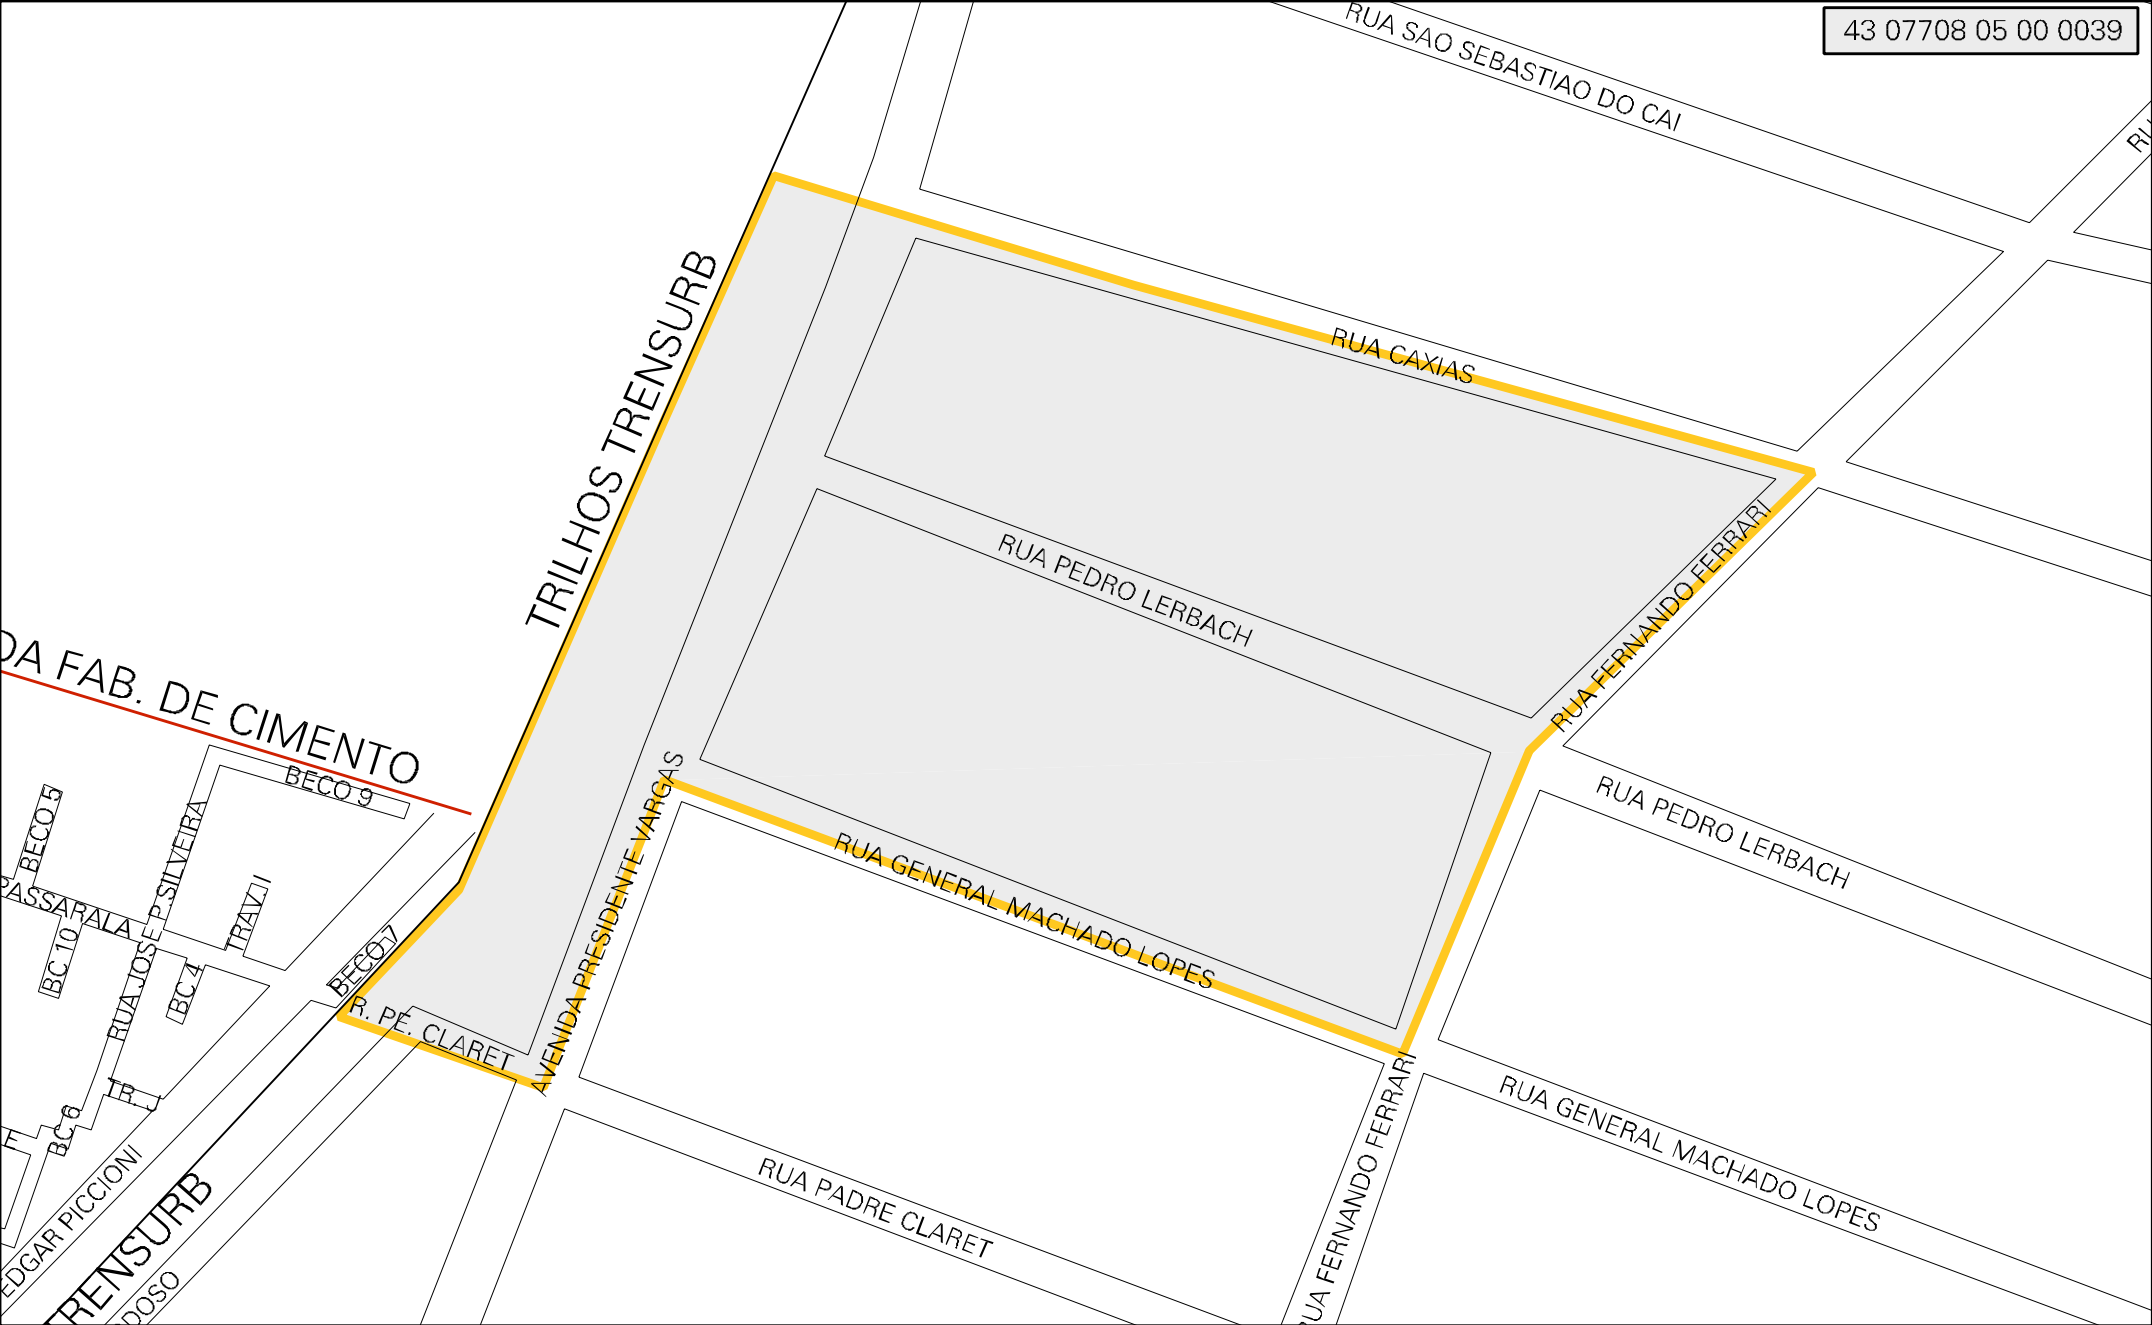 RUA SAO SEBASTIAO DO CAI
43 07708 05 00 0039
TRILHOS TRENSURB
RUA CAXIAS
RUA PEDRO LERBACH
RUA FERNANDO FERRARI
DA FAB. DE CIMENTO
BECO 9
BECO 5
RUA JOSE P SILVEIRA
TRAV. I
PASSARALA
BC 10
BC 4
BECO 7
R. PE. CLARET
AVENIDA PRESIDENTE VARGAS
RUA GENERAL MACHADO LOPES
RUA PEDRO LERBACH
TR. J
BC 6
F
EDGAR PICCIONI
TRENSURB
DOSO
RUA PADRE CLARET
RUA FERNANDO FERRARI
RUA GENERAL MACHADO LOPES